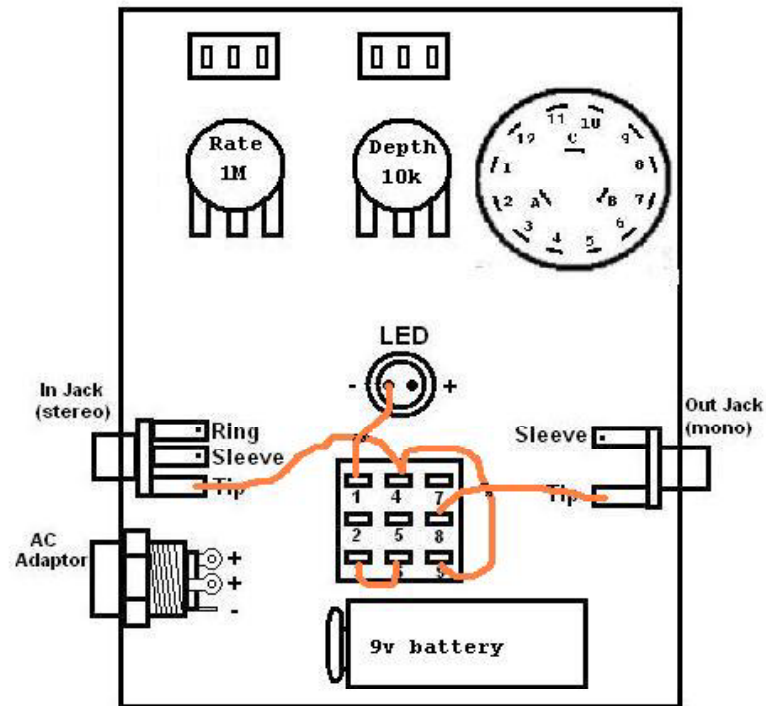 Rate
1M
Depth
10k
11
10
12
C
9
1
8
2
A
B
7
3
6
4
5
LED
-
+
In Jack
(stereo)
Ring
Sleeve
Tip
Out Jack
(mono)
Sleeve
Tip
1
4
7
2
5
8
9
AC
Adaptor
+
+
-
9v battery